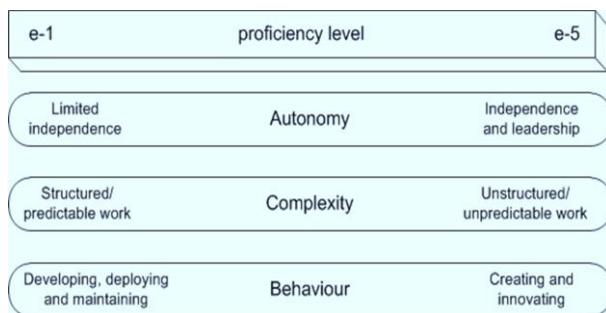 e-1 proficiency level e-5
Limited independence Autonomy Independence and leadership
Structured/ predictable work Complexity Unstructured/ unpredictable work
Developing, deploying and maintaining Behaviour Creating and innovating